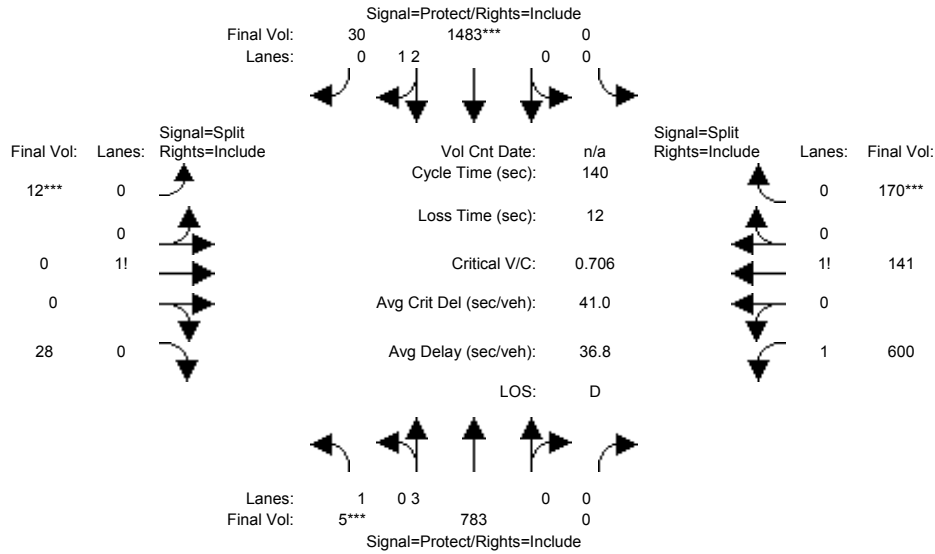 Signal=Protect/Rights=Include
Final Vol: 30 1483*** 0
Lanes: 0 1 2 0 0
Signal=Split
Final Vol: Lanes: Rights=Include
Vol Cnt Date: n/a
Signal=Split
Rights=Include Lanes: Final Vol:
Cycle Time (sec): 140
12*** 0
0 170***
Loss Time (sec): 12
0
0
0 1!
Critical V/C: 0.706
1! 141
0 0
Avg Crit Del (sec/veh): 41.0
0
28 0
Avg Delay (sec/veh): 36.8
1 600
LOS: D
Lanes: 1 0 3 0 0
Final Vol: 5*** 783 0
Signal=Protect/Rights=Include